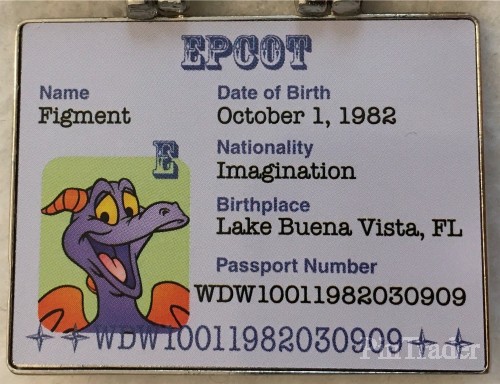 EPCOT
Name
Figment
Date of Birth
October 1, 1982
Nationality
Imagination
Birthplace
Lake Buena Vista, FL
Passport Number
WDW10011982030909
E
WDW10011982030909
PinTrader